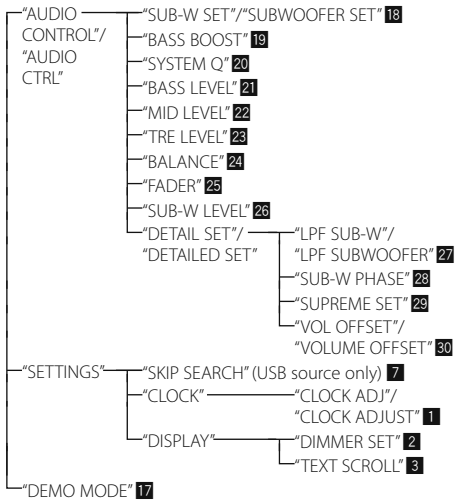 "AUDIO CONTROL"/
"AUDIO CTRL"
"SUB-W SET"/"SUBWOOFER SET" 18
"BASS BOOST" 19
"SYSTEM Q" 20
"BASS LEVEL" 21
"MID LEVEL" 22
"TRE LEVEL" 23
"BALANCE" 24
"FADER" 25
"SUB-W LEVEL" 26
"DETAIL SET"/
"DETAILED SET"
"LPF SUB-W"/
"LPF SUBWOOFER" 27
"SUB-W PHASE" 28
"SUPREME SET" 29
"VOL OFFSET"/
"VOLUME OFFSET" 30
"SETTINGS"
"SKIP SEARCH" (USB source only) 7
"CLOCK"
"CLOCK ADJ"/
"CLOCK ADJUST" 1
"DISPLAY"
"DIMMER SET" 2
"TEXT SCROLL" 3
"DEMO MODE" 17